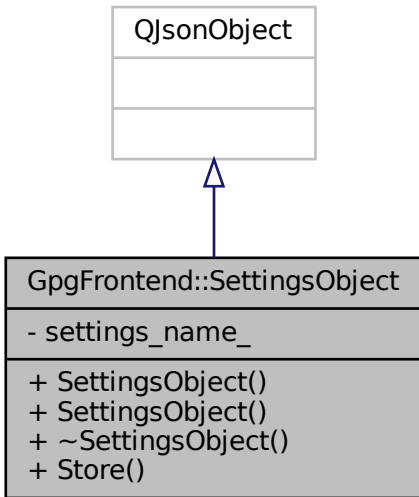 QJsonObject
GpgFrontend::SettingsObject
- settings_name_
+ SettingsObject()
+ SettingsObject()
+ ~SettingsObject()
+ Store()